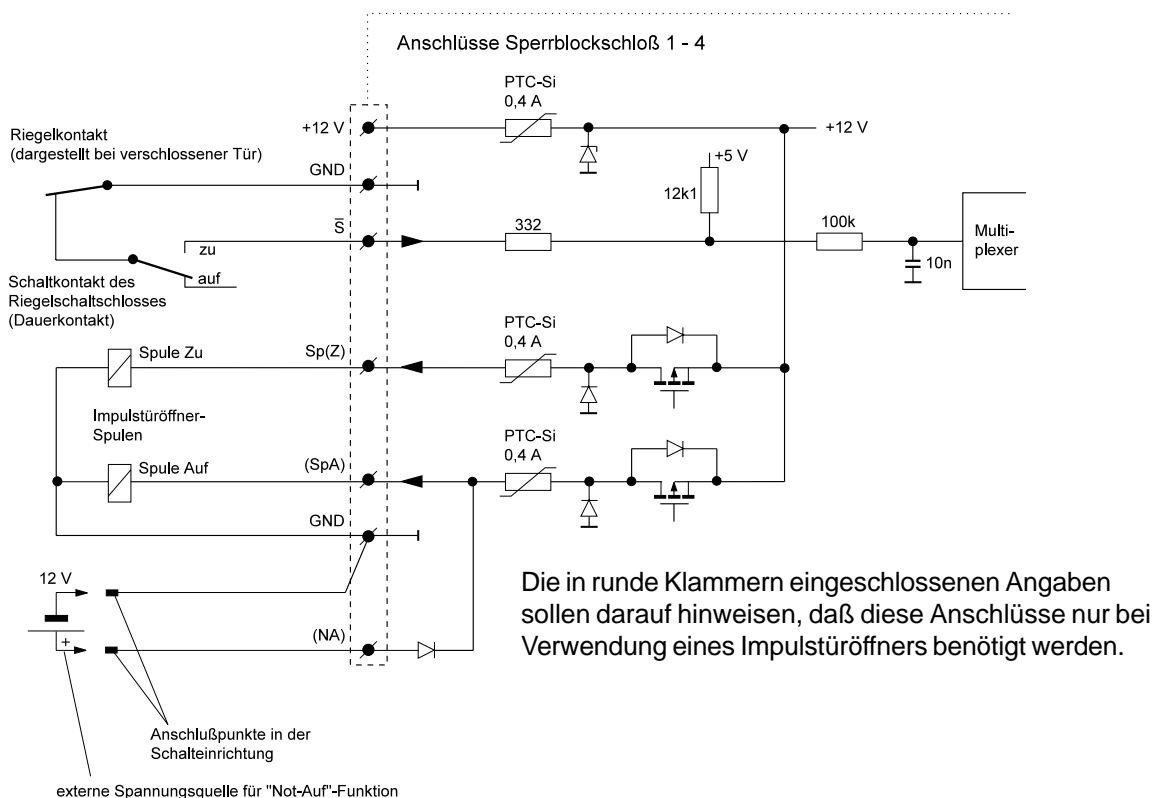 Anschlüsse Sperrblockschloß 1 - 4
PTC-Si
0,4 A
+12 V
+12 V
Riegelkontakt
(dargestellt bei verschlossener Tür)
GND
+5 V
12k1
S̅
332
100k
Multi-
plexer
10n
zu
auf
Schaltkontakt des
Riegelschaltschlosses
(Dauerkontakt)
PTC-Si
0,4 A
Spule Zu
Sp(Z)
Impulstüröffner-
Spulen
PTC-Si
0,4 A
Spule Auf
(SpA)
GND
12 V
+
(NA)
Die in runde Klammern eingeschlossenen Angaben
sollen darauf hinweisen, daß diese Anschlüsse nur bei
Verwendung eines Impulstüröffners benötigt werden.
Anschlußpunkte in der
Schalteinrichtung
externe Spannungsquelle für "Not-Auf"-Funktion